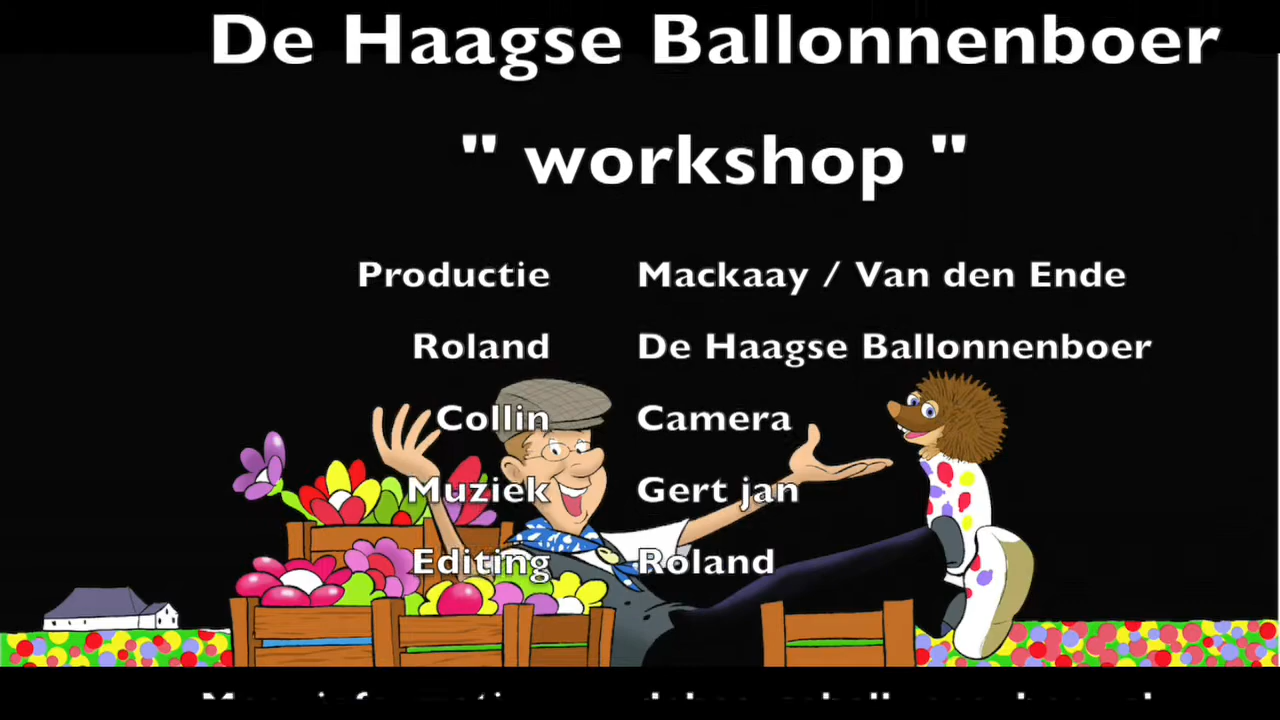 De Haagse Ballonnenboer
" workshop "
Productie Mackaay / Van den Ende
Roland De Haagse Ballonnenboer
Collin Camera
Muziek Gert jan
Editing Roland